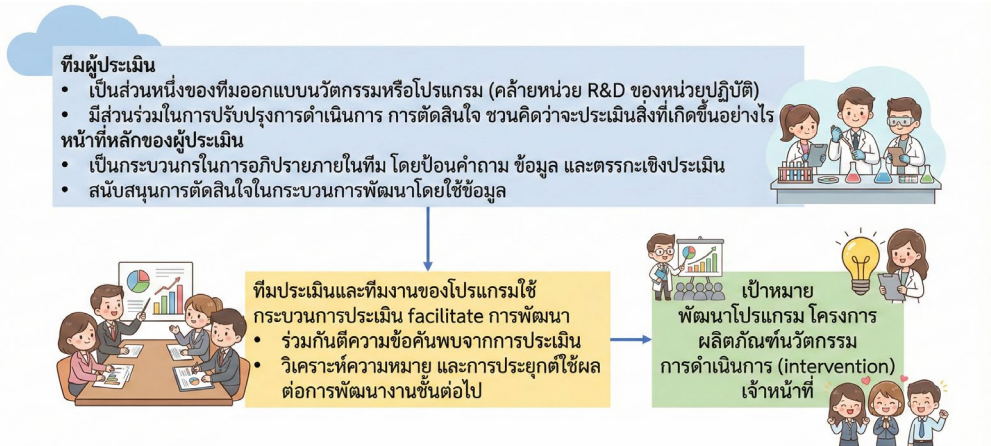 ทีมผู้ประเมิน
• เป็นส่วนหนึ่งของทีมออกแบบนวัตกรรมหรือโปรแกรม (คล้ายหน่วย R&D ของหน่วยปฏิบัติ)
• มีส่วนร่วมในการปรับปรุงการดำเนินการ การตัดสินใจ ชวนคิดว่าจะประเมินสิ่งที่เกิดขึ้นอย่างไร
หน้าที่หลักของผู้ประเมิน
• เป็นกระบวนกรในการอภิปรายภายในทีม โดยป้อนคำถาม ข้อมูล และตรรกะเชิงประเมิน
• สนับสนุนการตัดสินใจในกระบวนการพัฒนาโดยใช้ข้อมูล
ทีมประเมินและทีมงานของโปรแกรมใช้
กระบวนการประเมิน facilitate การพัฒนา
• ร่วมกันตีความข้อค้นพบจากการประเมิน
• วิเคราะห์ความหมาย และการประยุกต์ใช้ผล
ต่อการพัฒนางานชั้นต่อไป
เป้าหมาย
พัฒนาโปรแกรม โครงการ
ผลิตภัณฑ์นวัตกรรม
การดำเนินการ (intervention)
เจ้าหน้าที่